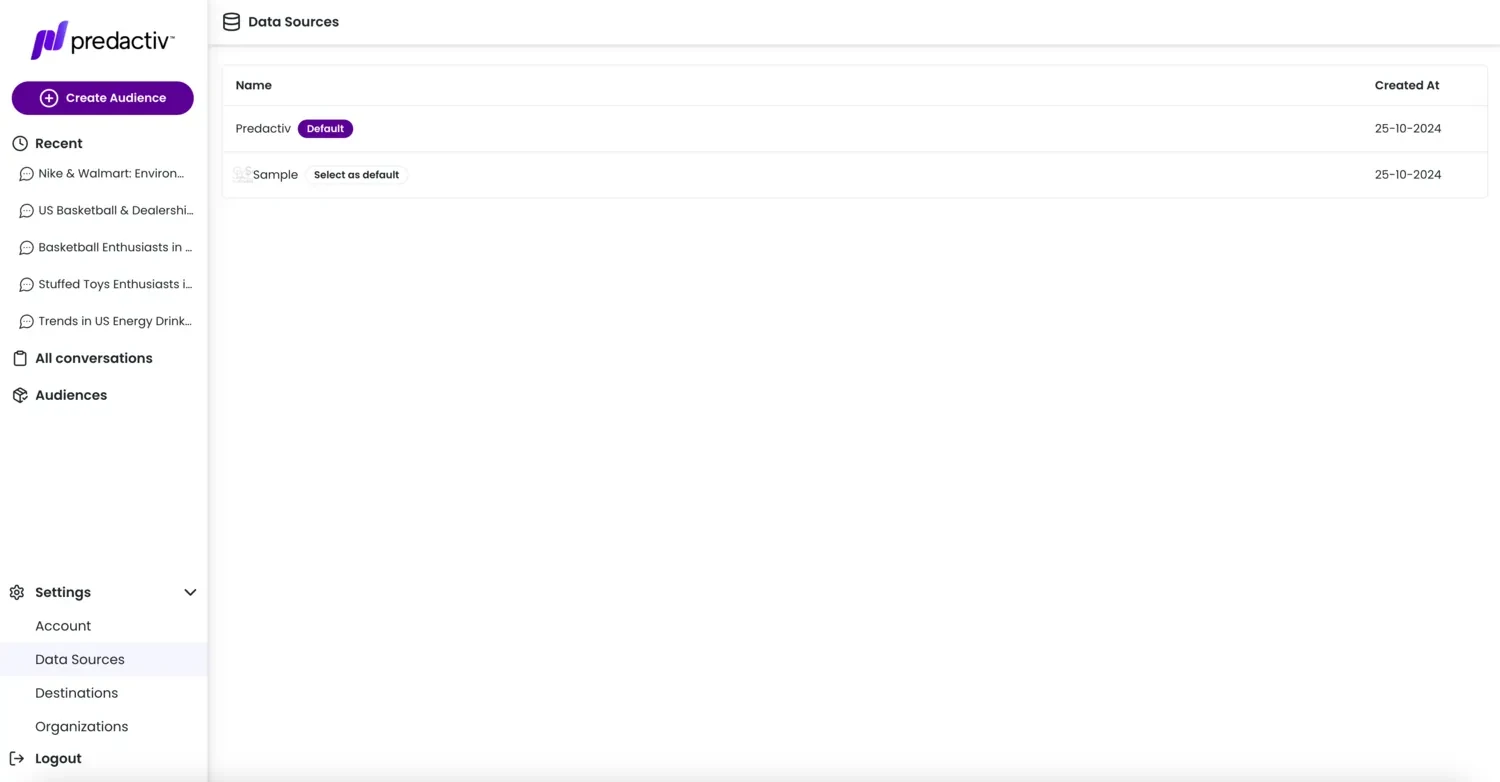 predactiv™
Create Audience
Recent
Nike & Walmart: Environ...
US Basketball & Dealershi...
Basketball Enthusiasts in ...
Stuffed Toys Enthusiasts i...
Trends in US Energy Drink...
All conversations
Audiences
Settings
Account
Data Sources
Destinations
Organizations
Logout
Data Sources
Name Created At
Predactiv Default 25-10-2024
Sample Select as default 25-10-2024